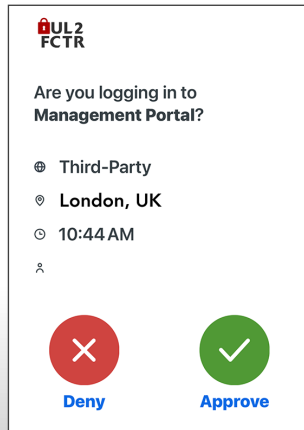 UL2
FCTR
Are you logging in to
Management Portal?
Third-Party
London, UK
10:44 AM
Deny
Approve